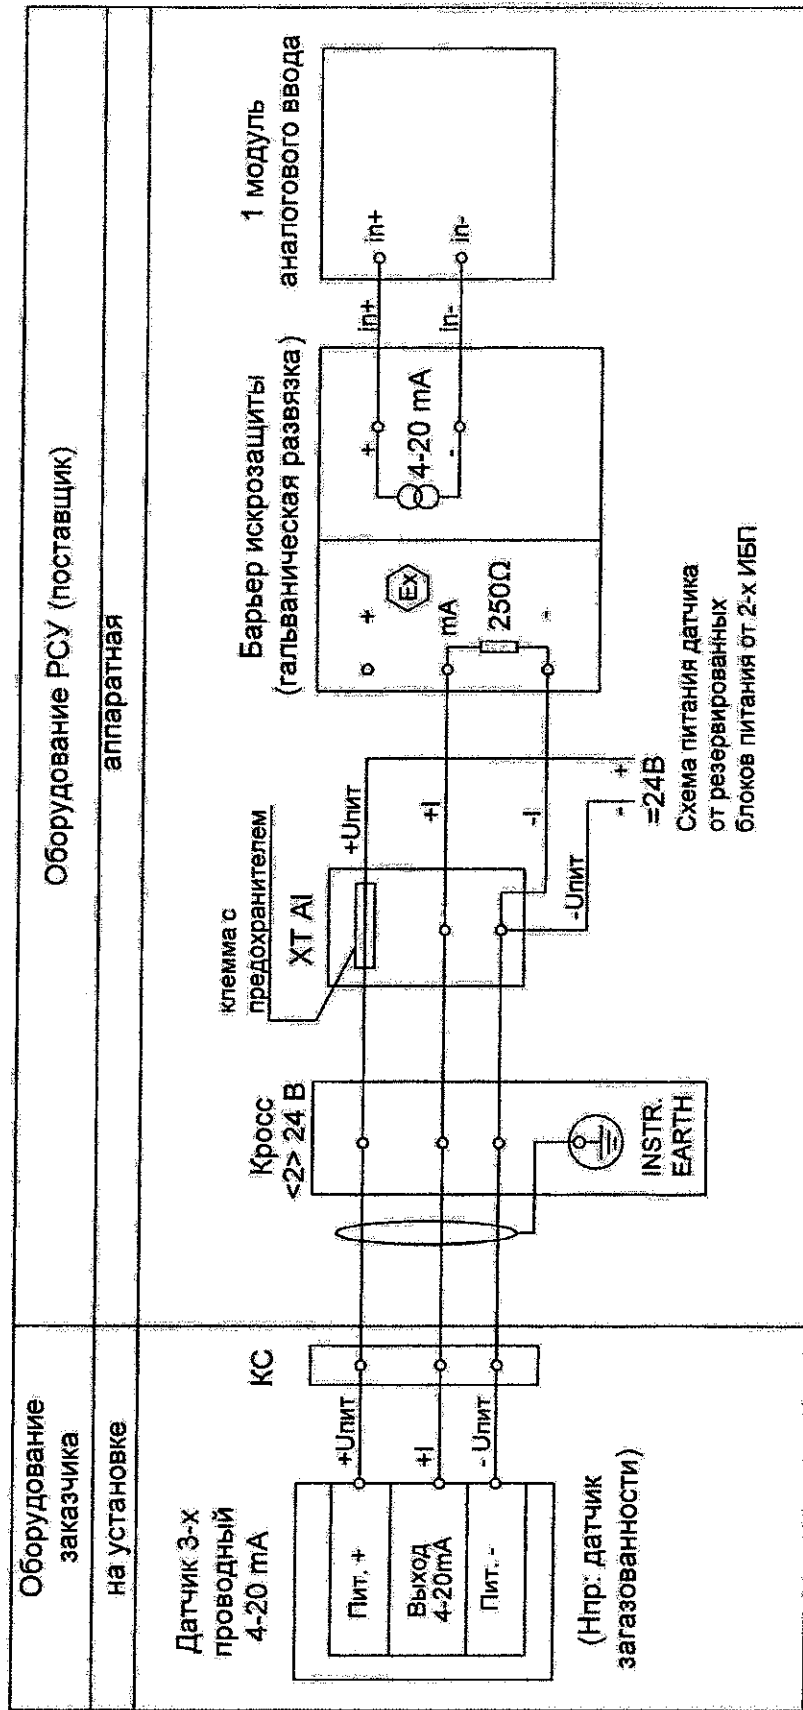 Оборудование
заказчика
Оборудование РСУ (поставщик)
на установке
аппаратная
Датчик 3-х
проводный
4-20 mA
Пит. +
Выход
4-20mA
Пит. -
(Нпр: датчик
загазованности)
+Uпит
+I
- Uпит
КС
Кросс
<2> 24 В
INSTR.
EARTH
клемма с
предохранителем
XT AI
+Uпит
+I
-I
-Uпит
- +
=24В
Схема питания датчика
от резервированных
блоков питания от 2-х ИБП
Барьер искрозащиты
(гальваническая развязка)
+
Ex
mA
250Ω
-
+
4-20 mA
-
in+
in-
1 модуль
аналогового ввода
in+
in-